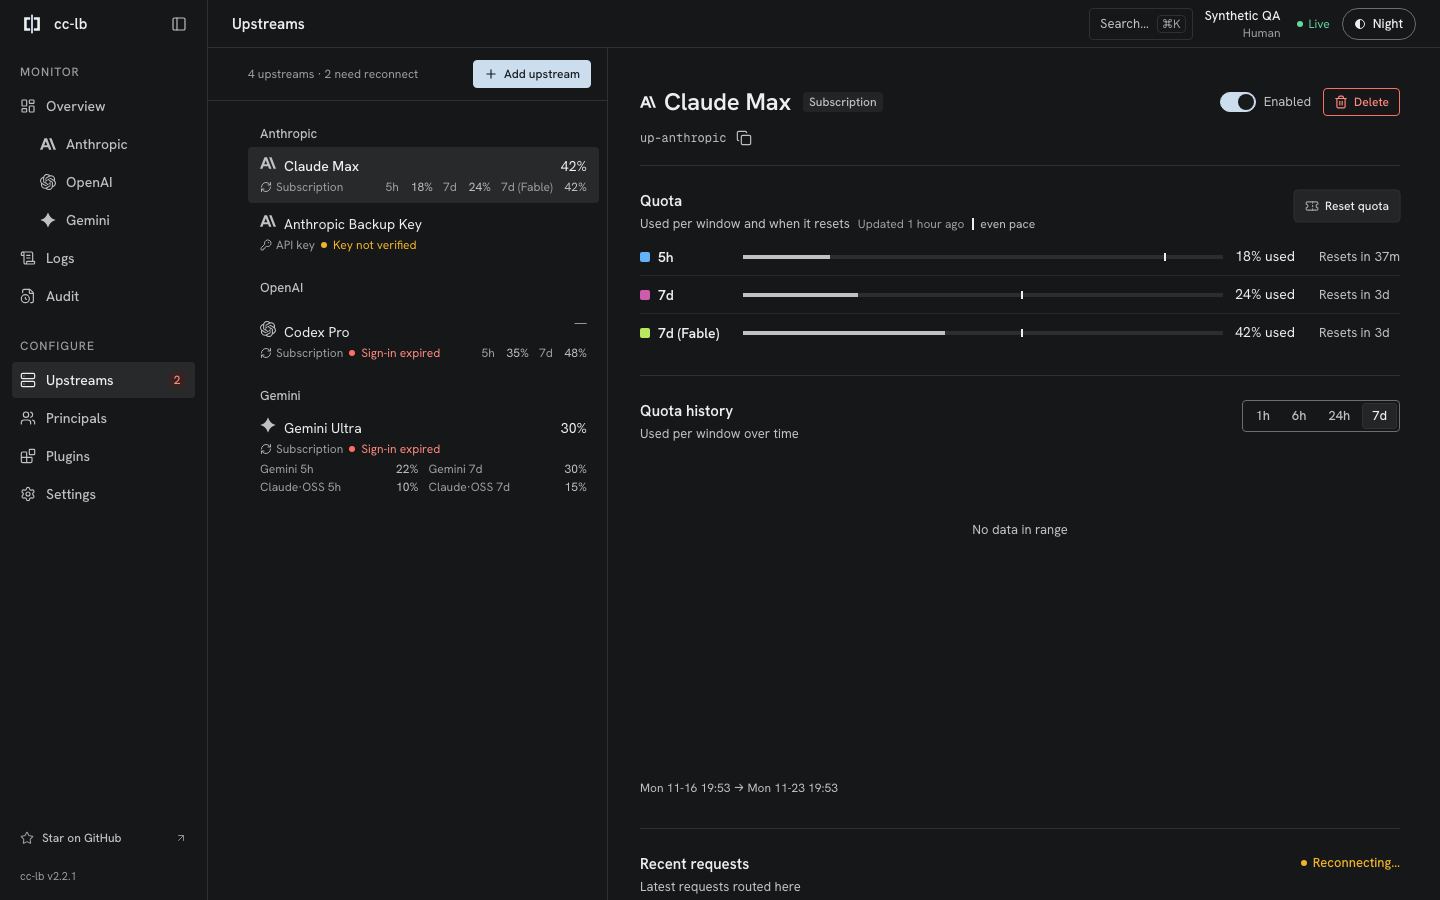 cc-lb
MONITOR
Overview
Anthropic
OpenAI
Gemini
Logs
Audit
CONFIGURE
Upstreams 2
Principals
Plugins
Settings
Star on GitHub
cc-lb v2.2.1
Upstreams
Search... ⌘K
Synthetic QA
Human
Live
Night
4 upstreams · 2 need reconnect
Add upstream
Anthropic
Claude Max 42%
Subscription 5h 18% 7d 24% 7d (Fable) 42%
Anthropic Backup Key
API key Key not verified
OpenAI
Codex Pro —
Subscription Sign-in expired 5h 35% 7d 48%
Gemini
Gemini Ultra 30%
Subscription Sign-in expired
Gemini 5h 22% Gemini 7d 30%
Claude·OSS 5h 10% Claude·OSS 7d 15%
Claude Max Subscription
Enabled
Delete
up-anthropic
Quota
Used per window and when it resets Updated 1 hour ago even pace
Reset quota
5h 18% used Resets in 37m
7d 24% used Resets in 3d
7d (Fable) 42% used Resets in 3d
Quota history
Used per window over time
1h 6h 24h 7d
No data in range
Mon 11-16 19:53 → Mon 11-23 19:53
Recent requests
Latest requests routed here
Reconnecting...